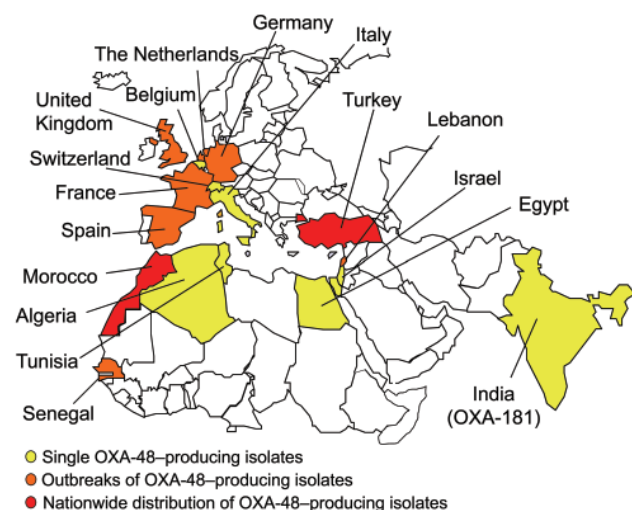 Germany
Italy
The Netherlands
Belgium
Turkey
Lebanon
United
Kingdom
Switzerland
Israel
France
Egypt
Spain
Morocco
Algeria
Tunisia
Senegal
India
(OXA-181)
Single OXA-48–producing isolates
Outbreaks of OXA-48–producing isolates
Nationwide distribution of OXA-48–producing isolates